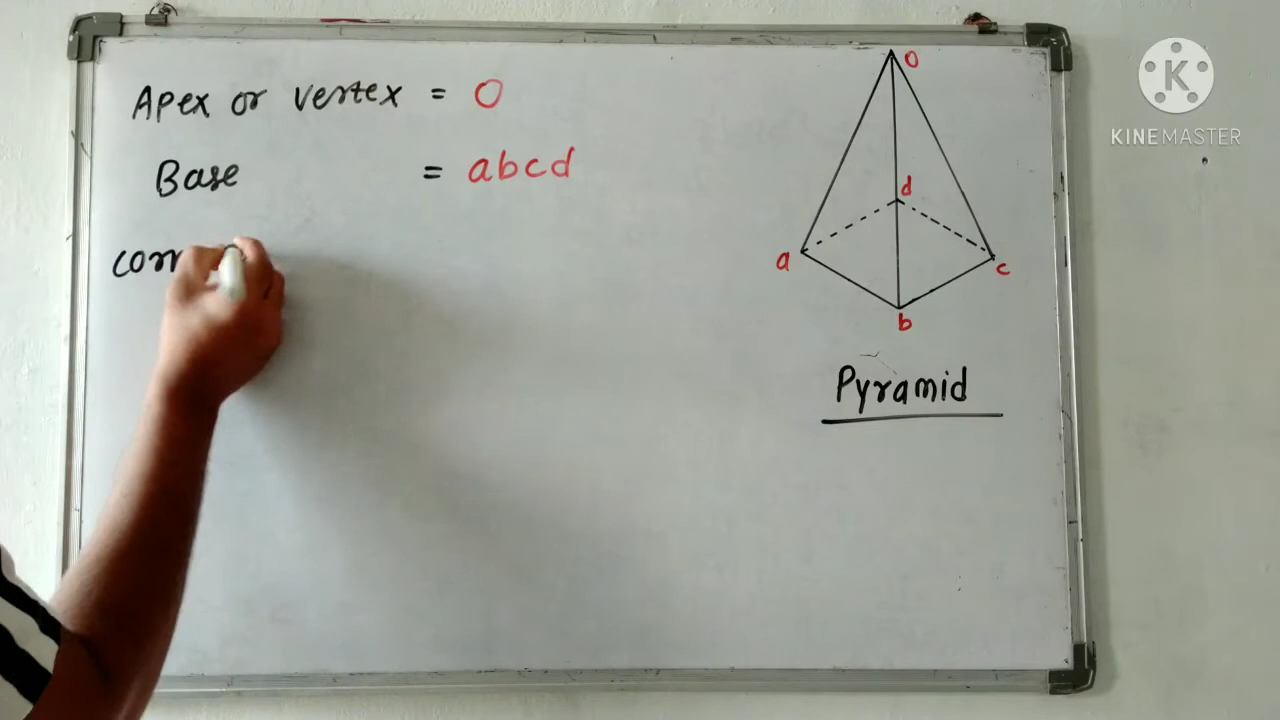 Apex or vertex = O
Base = abcd
corn
O
d
a
c
b
Pyramid
K
KINEMASTER